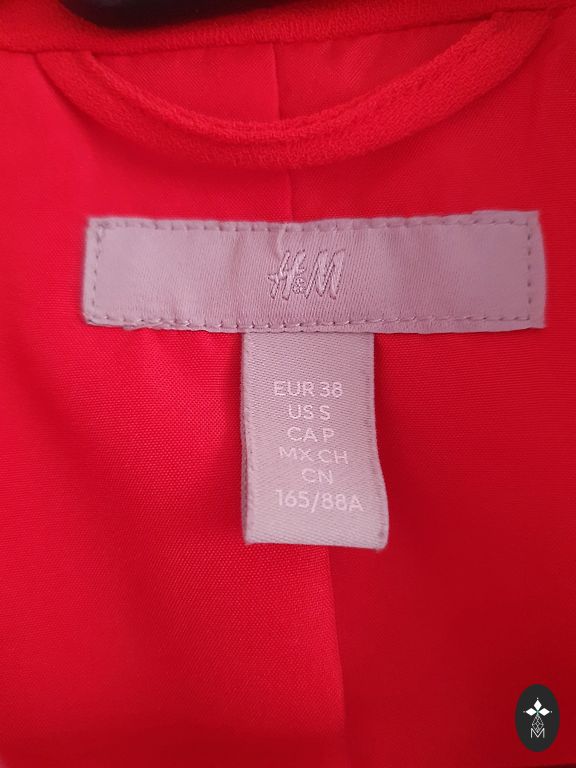 H&M
EUR 38
US S
CA P
MX CH
CN
165/88A
M